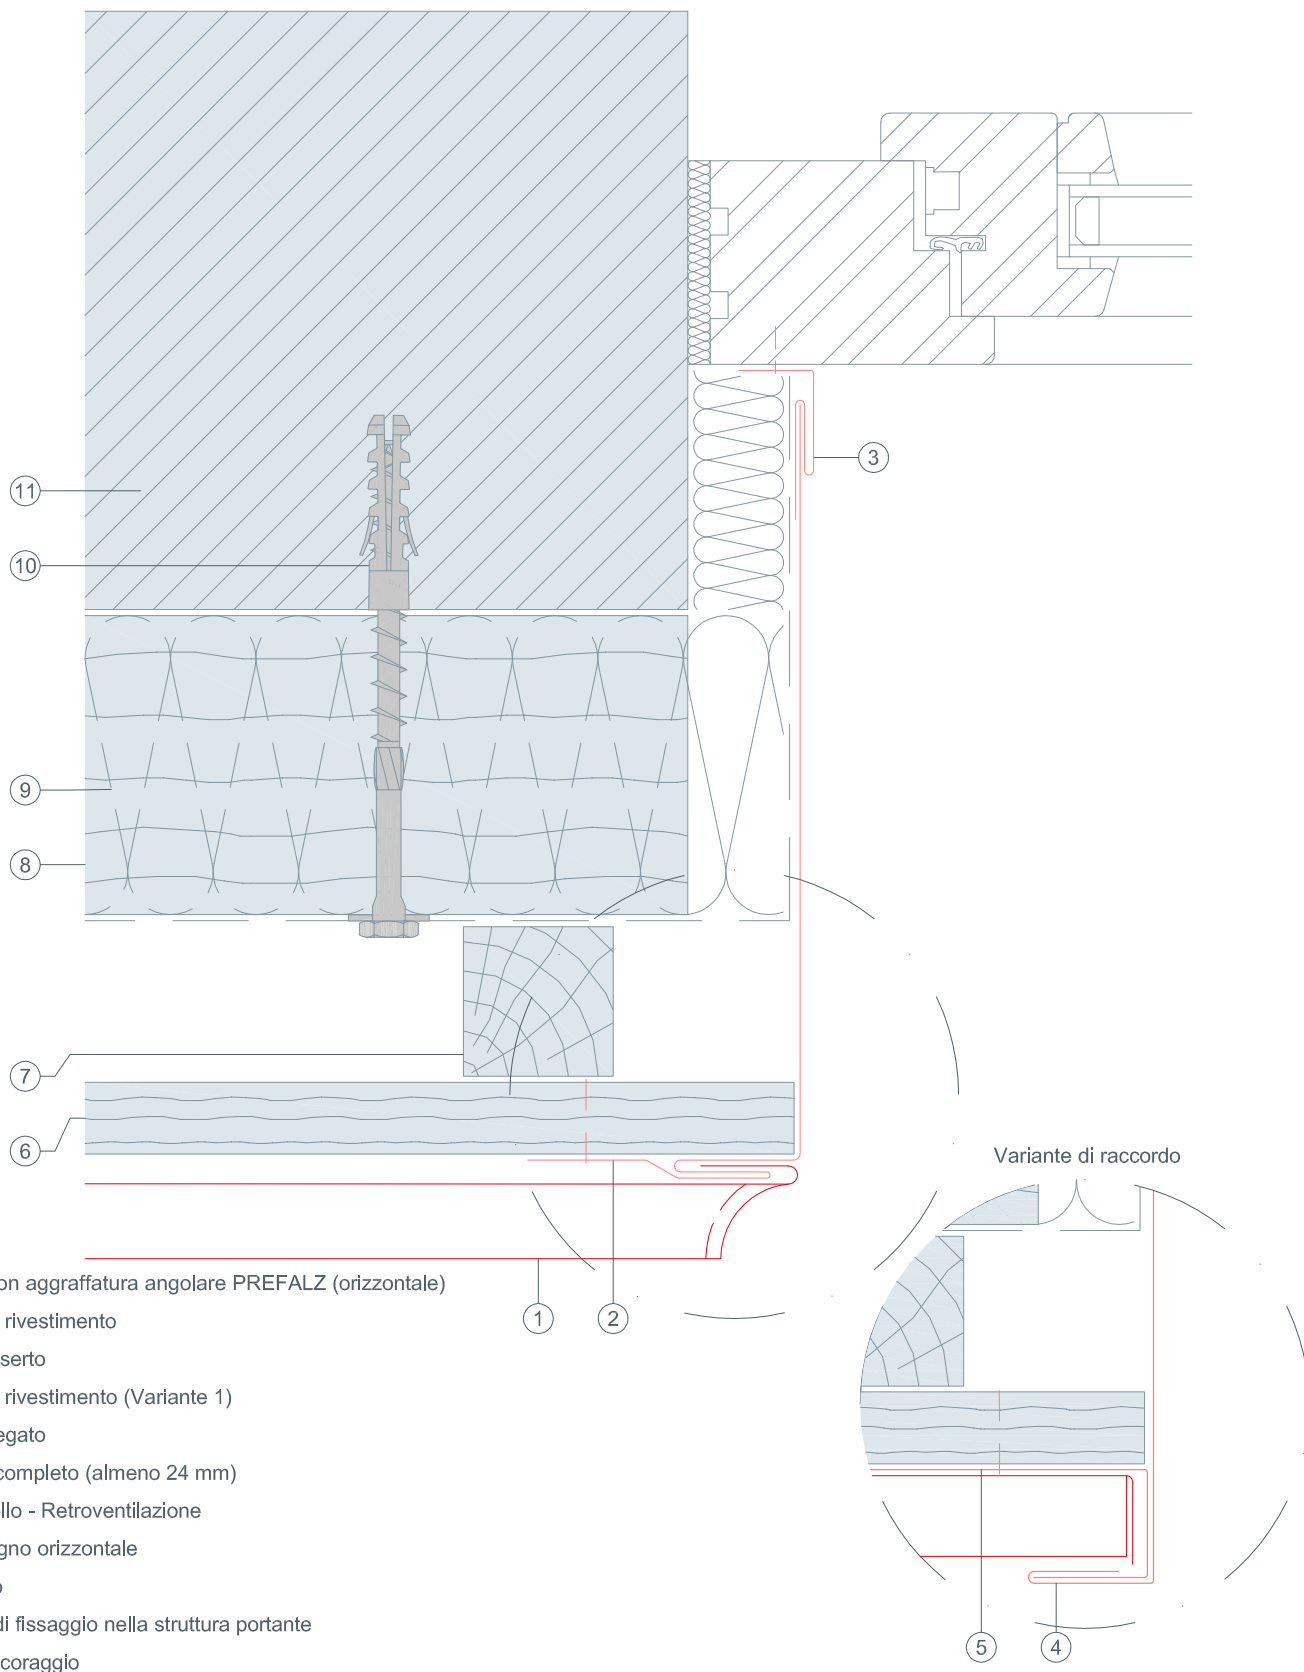 3
11
10
9
8
7
6
Variante di raccordo
1
2
5
4
on aggraffatura angolare PREFALZ (orizzontale)
rivestimento
serto
rivestimento (Variante 1)
egato
completo (almeno 24 mm)
llo - Retroventilazione
gno orizzontale
o
di fissaggio nella struttura portante
coraggio